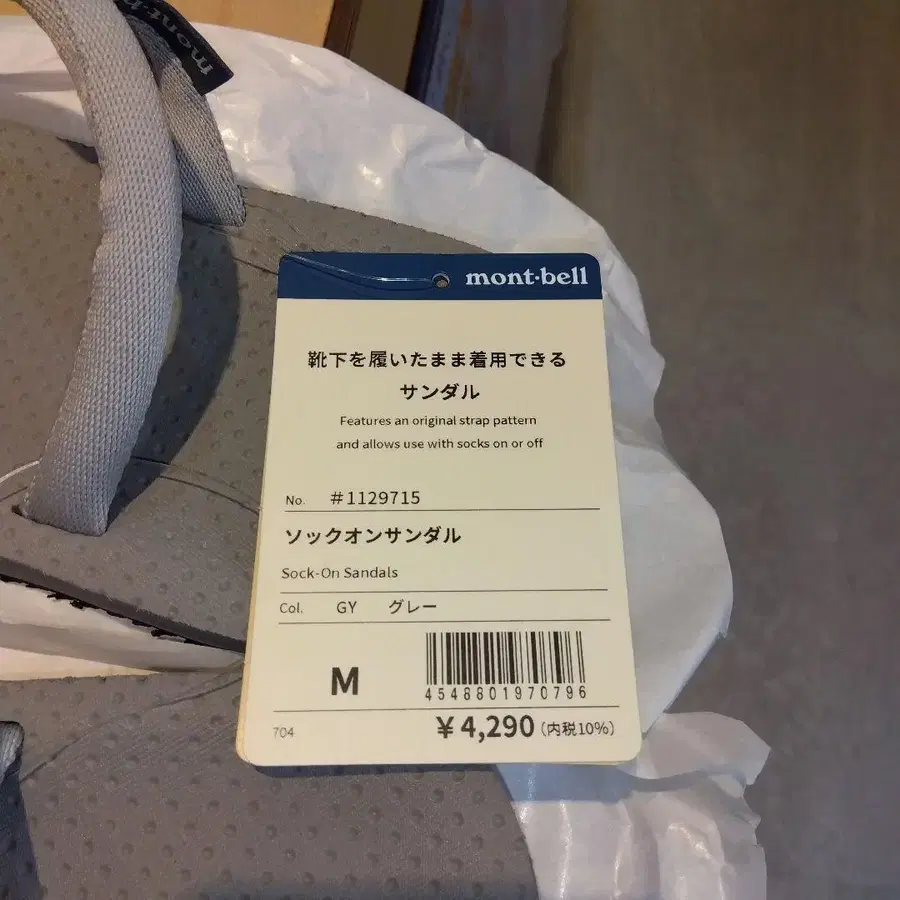 mont-b
mont·bell
靴下を履いたまま着用できる
サンダル
Features an original strap pattern
and allows use with socks on or off
No. #1129715
ソックオンサンダル
Sock-On Sandals
Col. GY グレー
M
4548801970796
704 ¥4,290(内税10%)